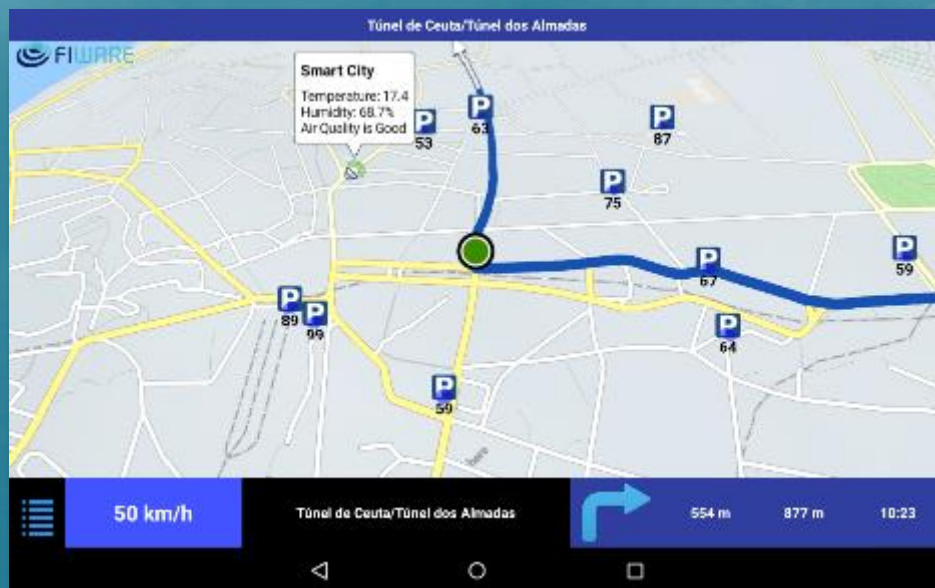 Túnel de Ceuta/Túnel dos Almadas
FIWARE
Smart City
Temperature: 17.4
Humidity: 68.7%
Air Quality is Good
P
53
P
63
P
87
P
75
P
67
P
59
P
89
P
99
P
64
P
59
here
50 km/h
Túnel de Ceuta/Túnel dos Almadas
554 m
877 m
10:23